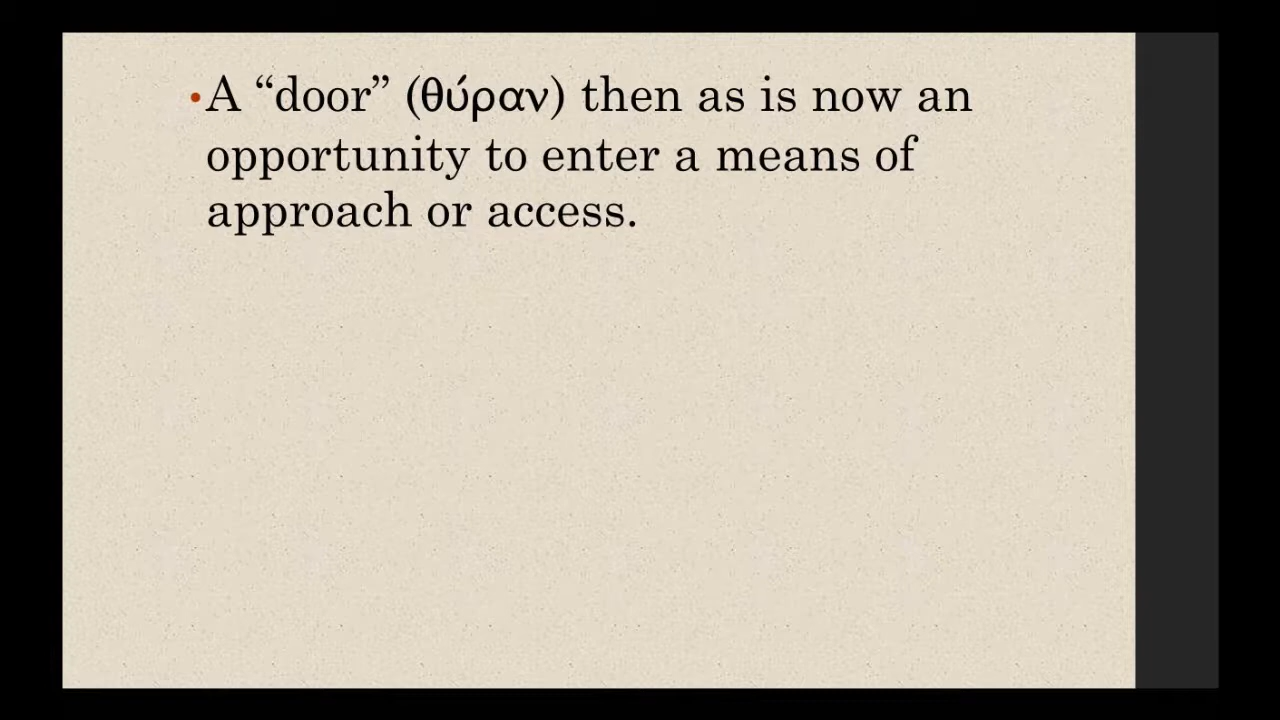 •A “door” (θύραν) then as is now an
opportunity to enter a means of
approach or access.